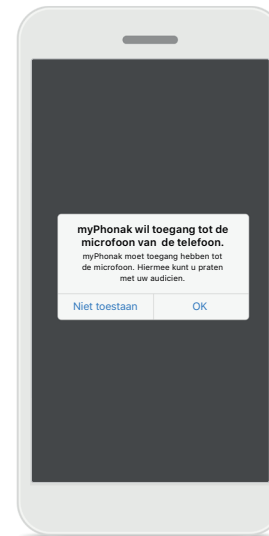 myPhonak wil toegang tot de
microfoon van de telefoon.
myPhonak moet toegang hebben tot
de microfoon. Hiermee kunt u praten
met uw audicien.
Niet toestaan OK